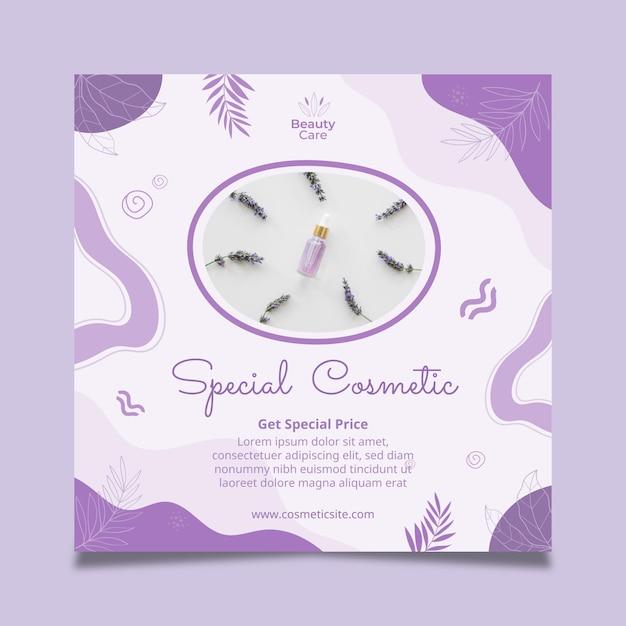 Beauty
Care
Special Cosmetic
Get Special Price
Lorem ipsum dolor sit amet,
consectetuer adipiscing elit, sed diam
nonummy nibh euismod tincidunt ut
laoreet dolore magna aliquam erat
www.cosmeticsite.com